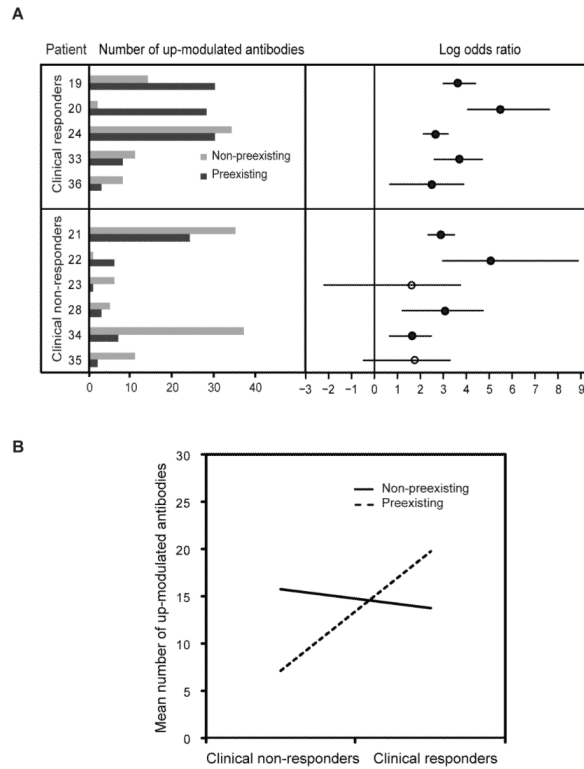 A
Patient Number of up-modulated antibodies Log odds ratio
Clinical responders
19
20
24
33
36
Non-preexisting
Preexisting
Clinical non-responders
21
22
23
28
34
35
0 10 20 30 40 −3 −2 −1 0 1 2 3 4 5 6 7 8 9
B
Mean number of up-modulated antibodies
30
25
20
15
10
5
0
Non-preexisting
Preexisting
Clinical non-responders Clinical responders